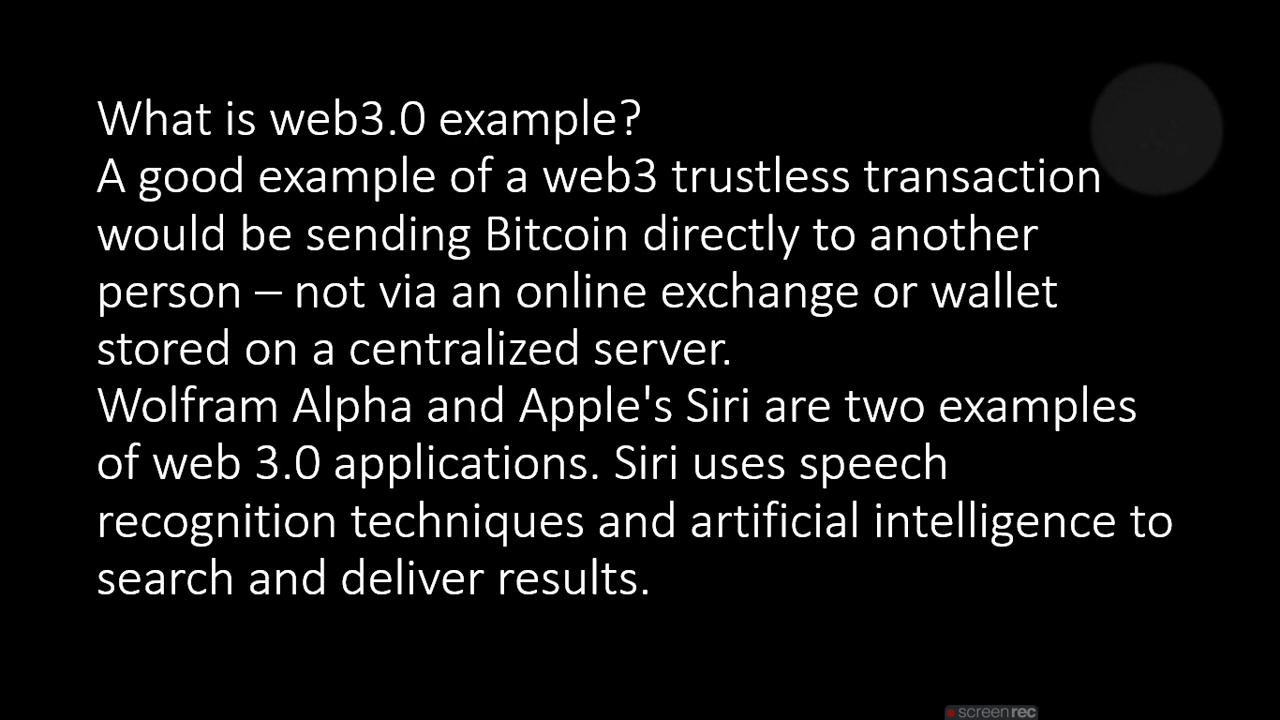 What is web3.0 example?
A good example of a web3 trustless transaction
would be sending Bitcoin directly to another
person – not via an online exchange or wallet
stored on a centralized server.
Wolfram Alpha and Apple's Siri are two examples
of web 3.0 applications. Siri uses speech
recognition techniques and artificial intelligence to
search and deliver results.
screenrec